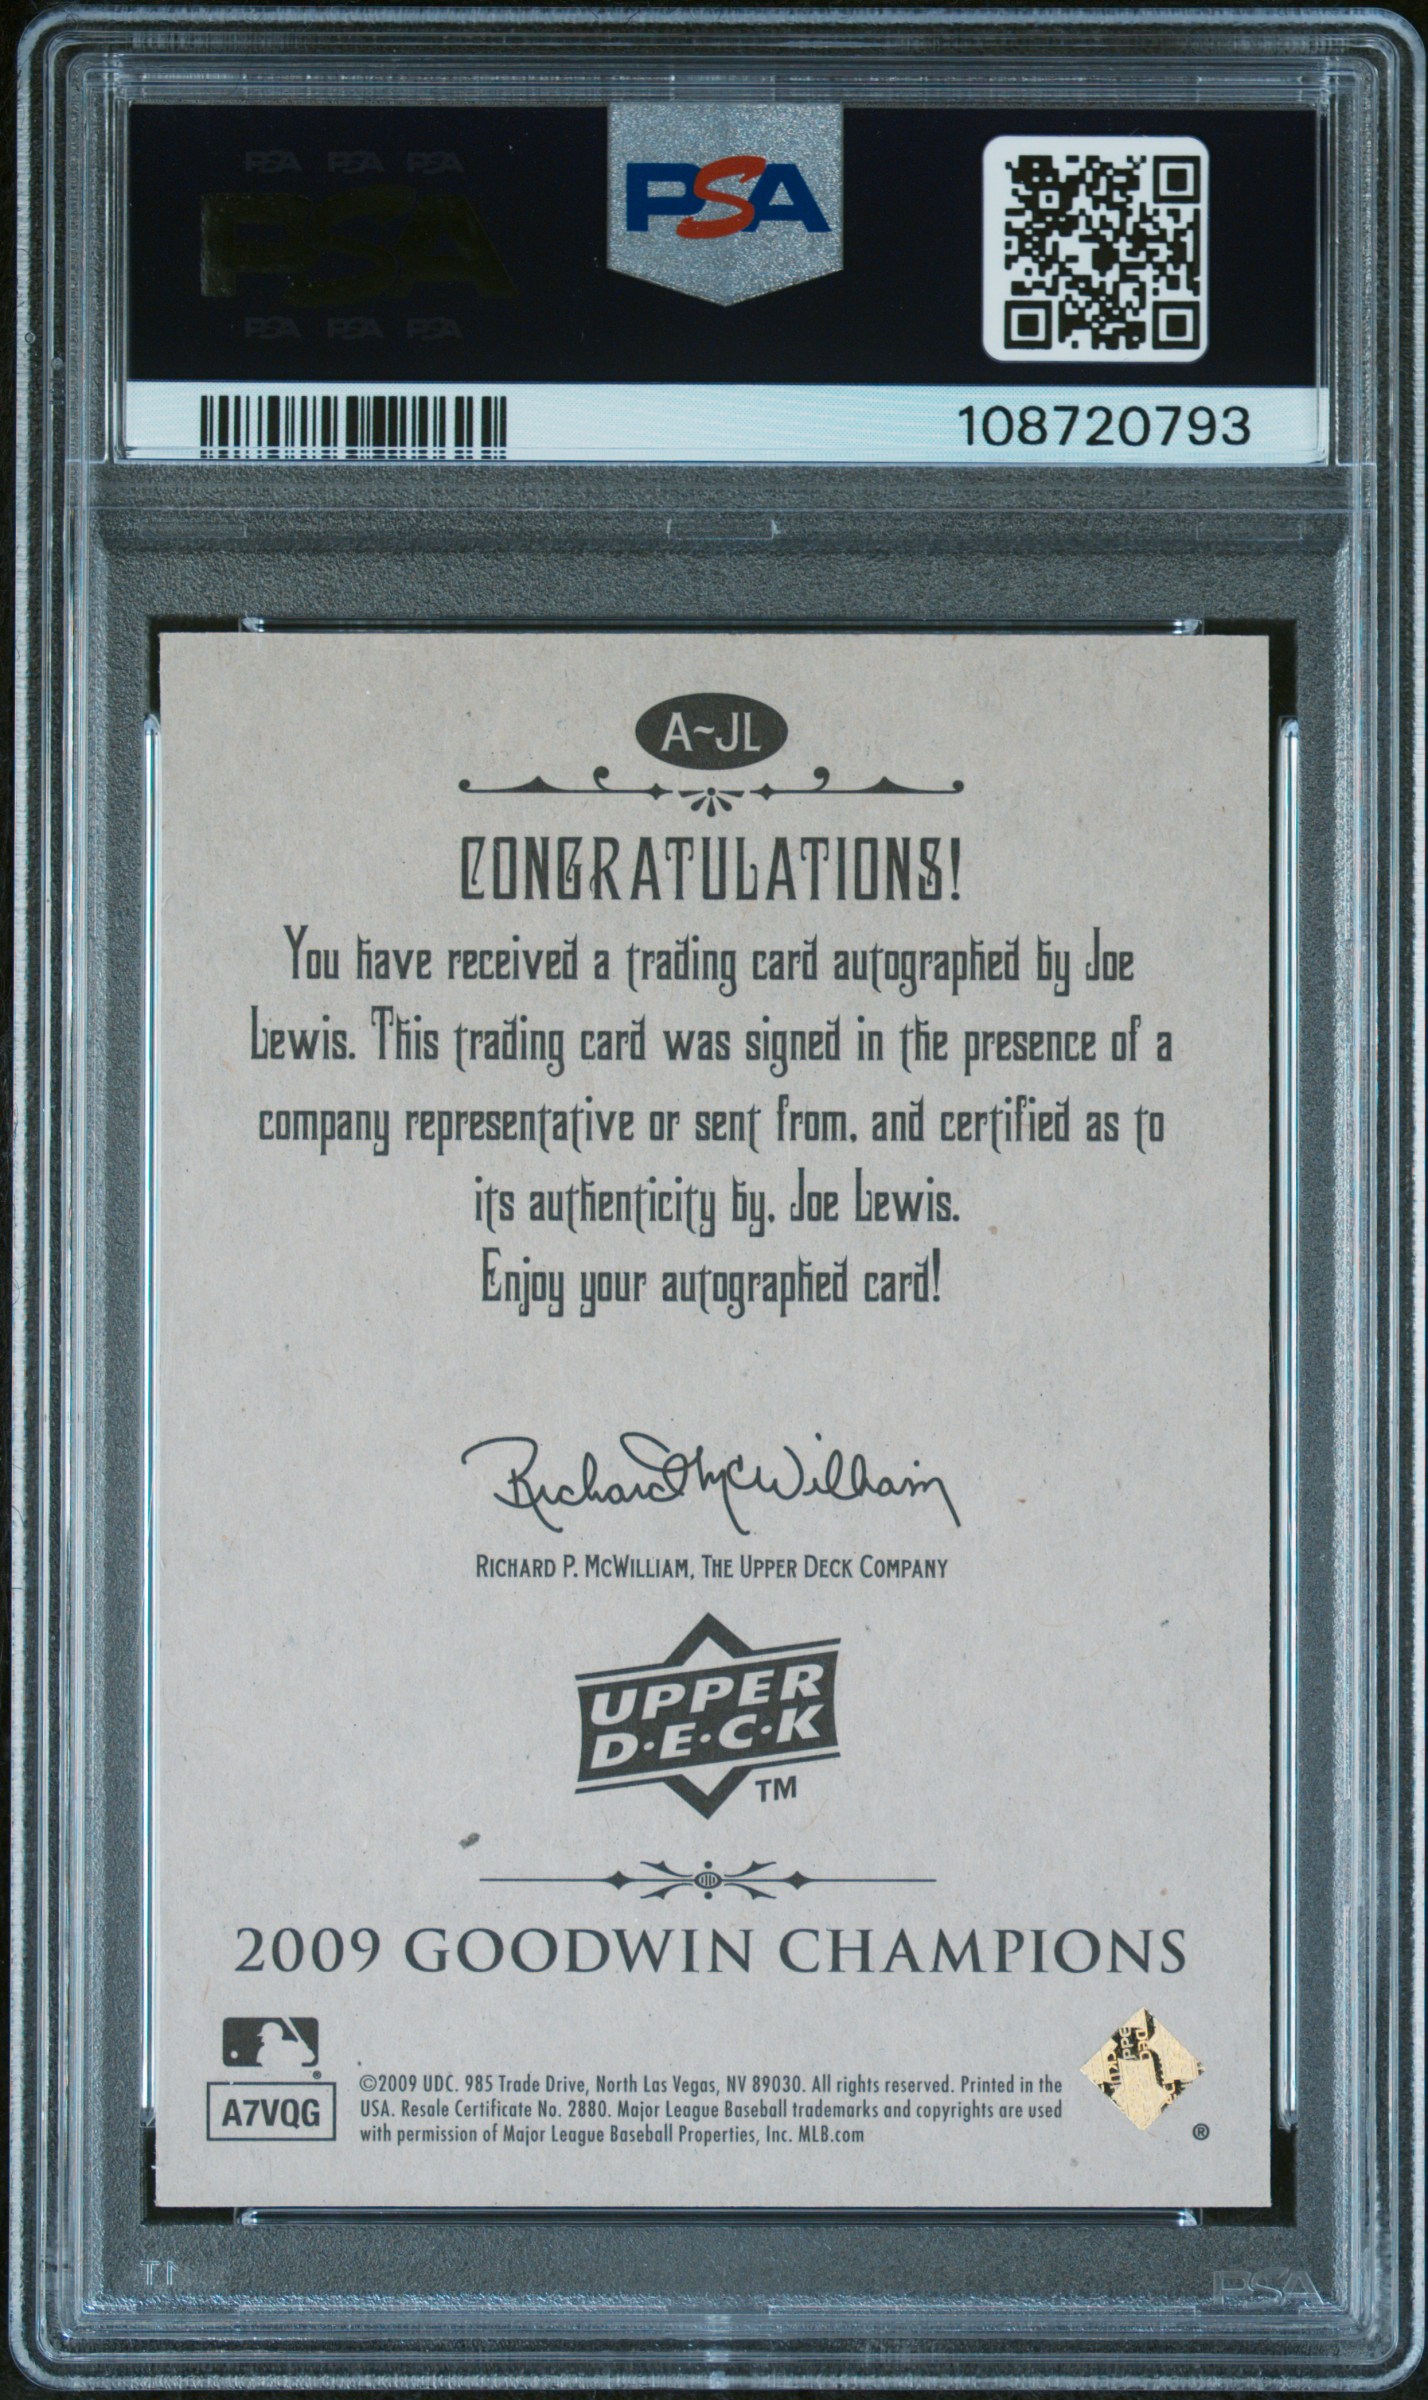 PSA PSA PSA
PSA
PSA PSA PSA
PSA
108720793
A~JL
CONGRATULATIONS!
You have received a trading card autographed by Joe
Lewis. This trading card was signed in the presence of a
company representative or sent from, and certified as to
its authenticity by, Joe Lewis.
Enjoy your autographed card!
Richard McWilliam
RICHARD P. MCWILLIAM, THE UPPER DECK COMPANY
UPPER
D·E·C·K
TM
2009 GOODWIN CHAMPIONS
®
A7VQG
©2009 UDC. 985 Trade Drive, North Las Vegas, NV 89030. All rights reserved. Printed in the
USA. Resale Certificate No. 2880. Major League Baseball trademarks and copyrights are used
with permission of Major League Baseball Properties, Inc. MLB.com
®
PSA